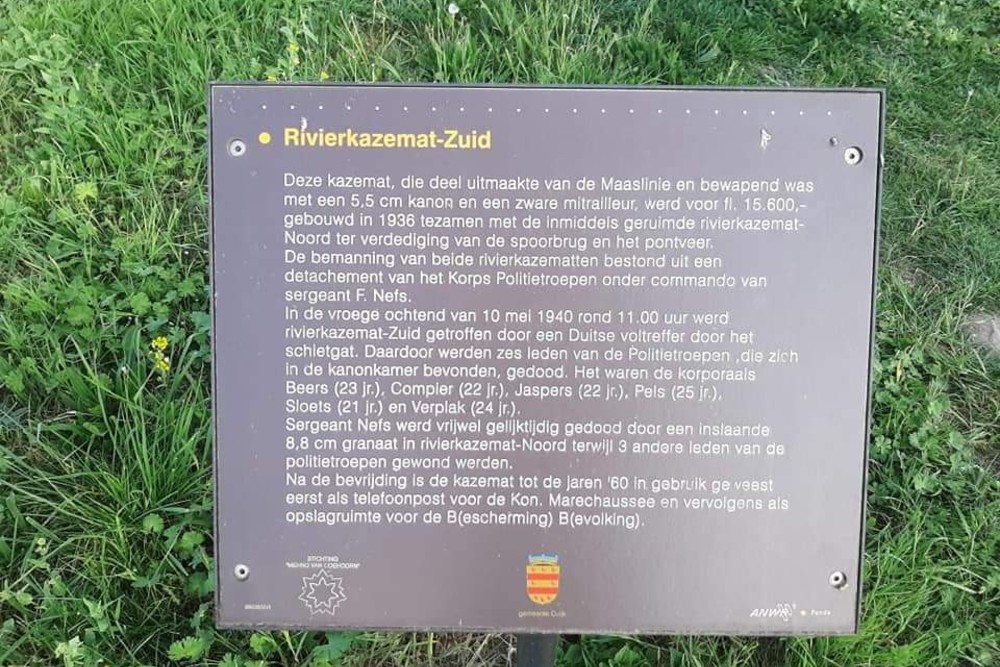 Rivierkazemat-Zuid
Deze kazemat, die deel uitmaakte van de Maaslinie en bewapend was
met een 5,5 cm kanon en een zware mitrailleur, werd voor fl. 15.600,-
gebouwd in 1936 tezamen met de inmiddels geruimde rivierkazemat-
Noord ter verdediging van de spoorbrug en het pontveer.
De bemanning van beide rivierkazematten bestond uit een
detachement van het Korps Politietroepen onder commando van
sergeant F. Nefs.
In de vroege ochtend van 10 mei 1940 rond 11.00 uur werd
rivierkazemat-Zuid getroffen door een Duitse voltreffer door het
schietgat. Daardoor werden zes leden van de Politietroepen ,die zich
in de kanonkamer bevonden, gedood. Het waren de korporaals
Beers (23 jr.), Compier (22 jr.), Jaspers (22 jr.), Pels (25 jr.),
Sloets (21 jr.) en Verplak (24 jr.).
Sergeant Nefs werd vrijwel gelijktijdig gedood door een inslaande
8,8 cm granaat in rivierkazemat-Noord terwijl 3 andere leden van de
politietroepen gewond werden.
Na de bevrijding is de kazemat tot de jaren '60 in gebruik geweest
eerst als telefoonpost voor de Kon. Marechaussee en vervolgens als
opslagruimte voor de B(escherming) B(evolking).
STICHTING
"MENNO VAN COEHOORN"
gemeente Cuijk
ANWB Fonds